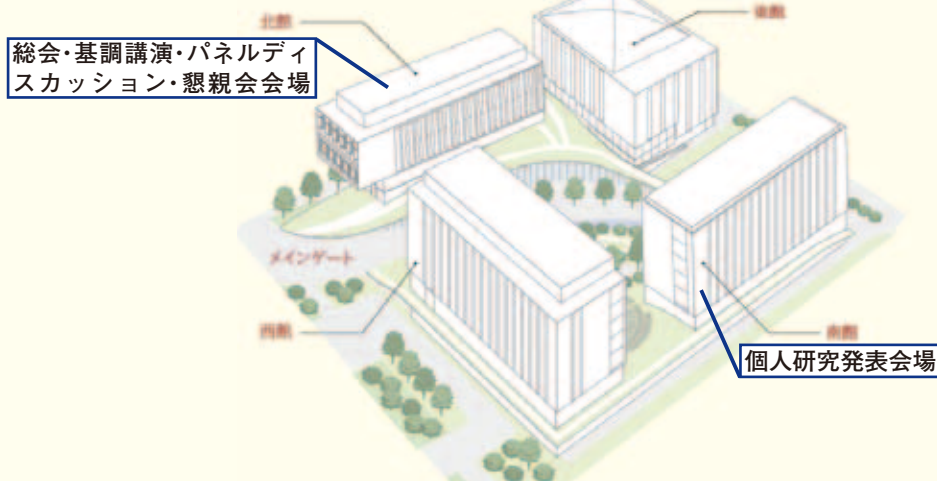 北館
総会・基調講演・パネルディ
スカッション・懇親会会場
メインゲート
西館
南館
個人研究発表会場